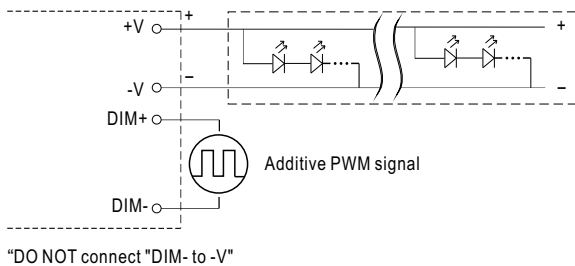 +V + +
-V – –
DIM+
Additive PWM signal
DIM-
“DO NOT connect "DIM- to -V"